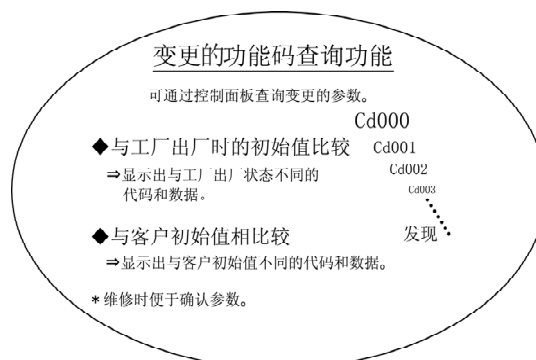 变更的功能码查询功能
可通过控制面板查询变更的参数。
Cd000
◆与工厂出厂时的初始值比较 Cd001
⇒显示出与工厂出厂状态不同的 Cd002
代码和数据。 Cd003
◆与客户初始值相比较 发现
⇒显示出与客户初始值不同的代码和数据。
*维修时便于确认参数。